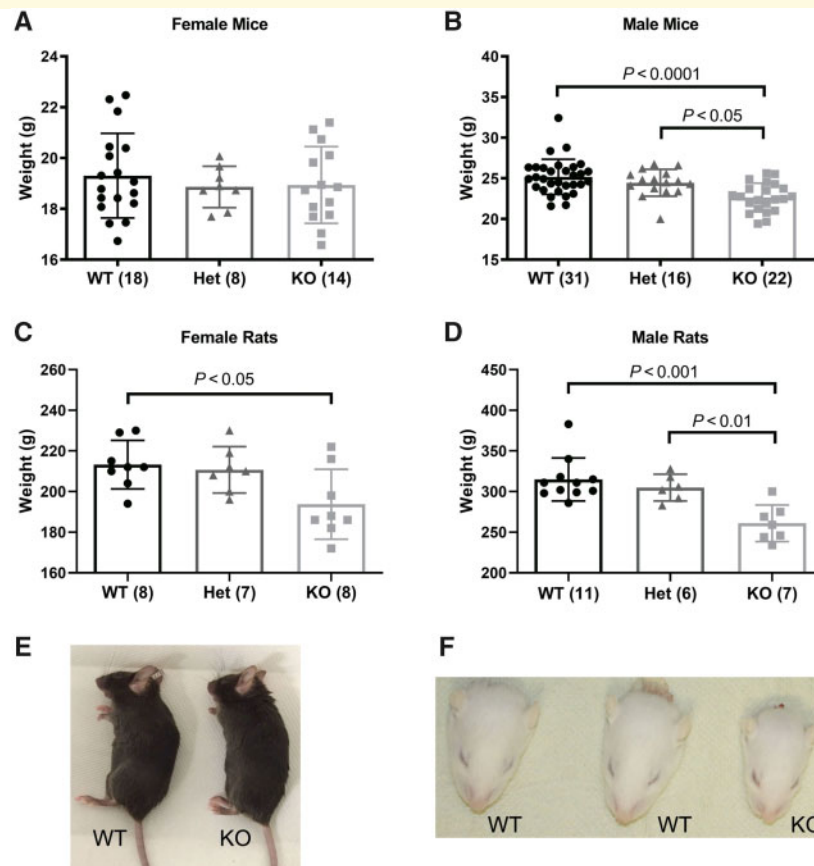 A
Female Mice
Weight (g)
24
22
20
18
16
WT (18)
Het (8)
KO (14)
B
Male Mice
Weight (g)
40
35
30
25
20
15
P < 0.0001
P < 0.05
WT (31)
Het (16)
KO (22)
C
Female Rats
Weight (g)
260
240
220
200
180
160
P < 0.05
WT (8)
Het (7)
KO (8)
D
Male Rats
Weight (g)
450
400
350
300
250
200
P < 0.001
P < 0.01
WT (11)
Het (6)
KO (7)
E
WT
KO
F
WT
WT
KO